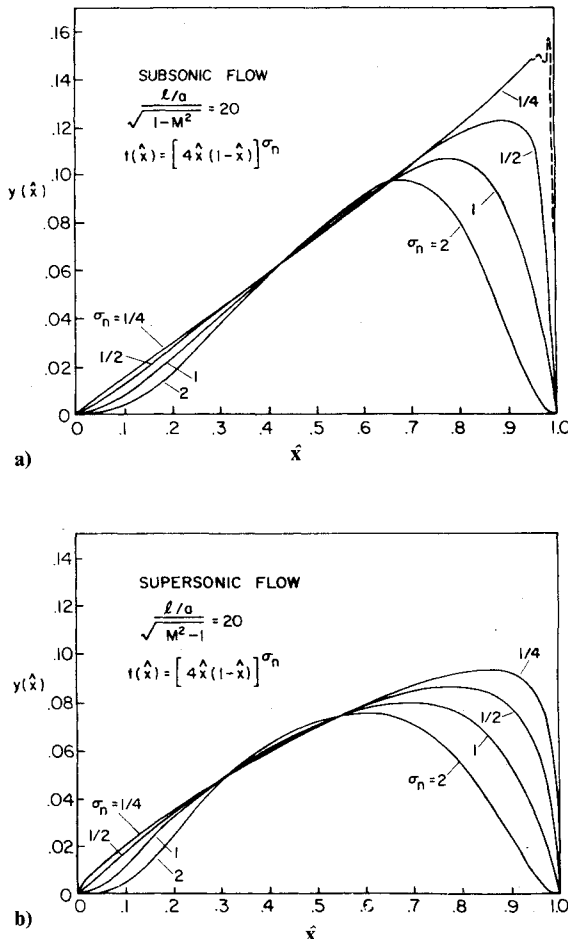 .16
.14
.12
.10
.08
.06
.04
.02
0
y(x̂)
SUBSONIC FLOW
ℓ/a
√1-M² = 20
t(x̂) = [4x̂(1-x̂)]^σn
1/4
1/2
1
σn=2
σn=1/4
1/2
1
2
0 .1 .2 .3 .4 .5 .6 .7 .8 .9 1.0
x̂
a)
.14
.12
.10
.08
.06
.04
.02
0
y(x̂)
SUPERSONIC FLOW
ℓ/a
√M²-1 = 20
t(x̂) = [4x̂(1-x̂)]^σn
1/4
1/2
1
σn=2
σn=1/4
1/2
1
2
0 .1 .2 .3 .4 .5 .6 .7 .8 .9 1.0
x̂
b)